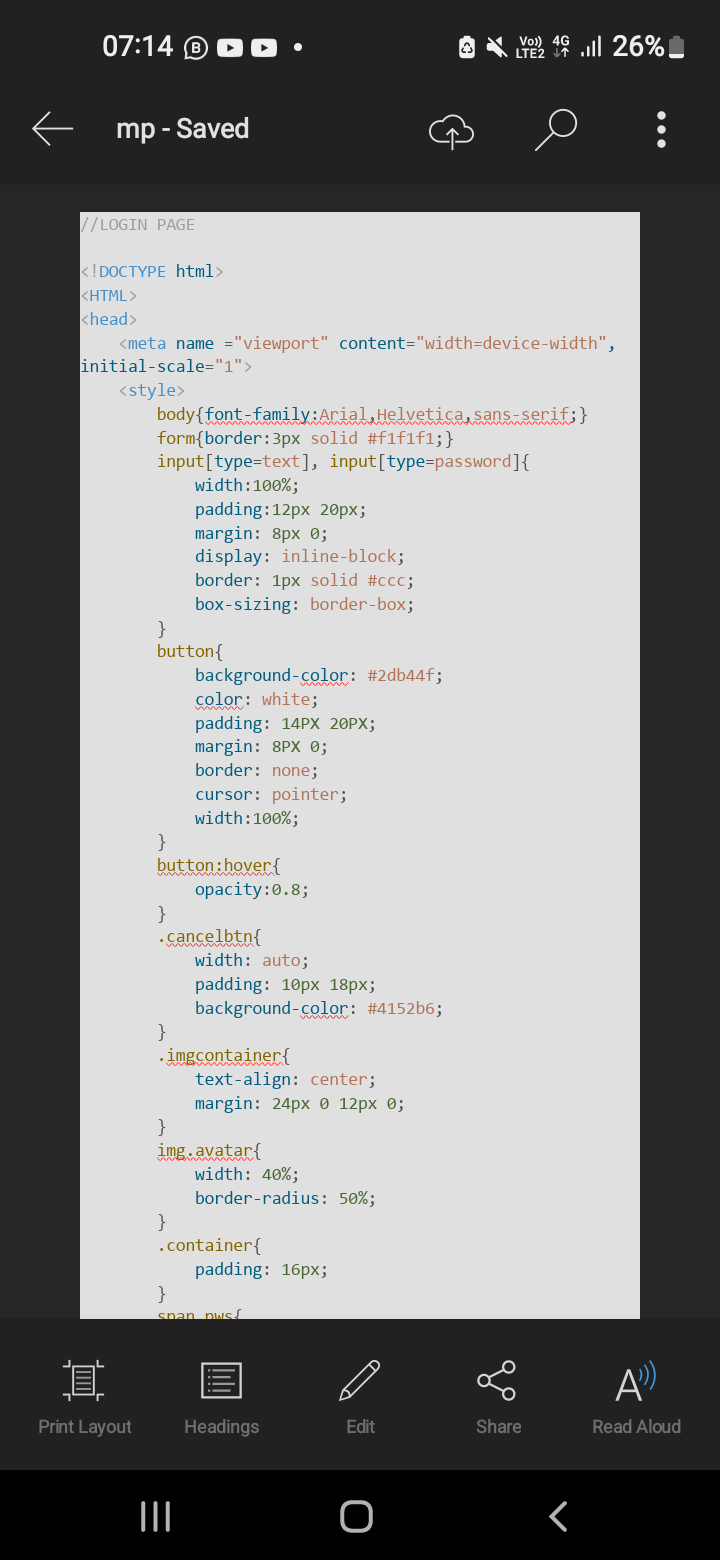 07:14
Vo)) LTE2 4G 26%
mp - Saved
//LOGIN PAGE
<!DOCTYPE html>
<HTML>
<head>
    <meta name ="viewport" content="width=device-width",
initial-scale="1">
    <style>
        body{font-family:Arial,Helvetica,sans-serif;}
        form{border:3px solid #f1f1f1;}
        input[type=text], input[type=password]{
            width:100%;
            padding:12px 20px;
            margin: 8px 0;
            display: inline-block;
            border: 1px solid #ccc;
            box-sizing: border-box;
        }
        button{
            background-color: #2db44f;
            color: white;
            padding: 14PX 20PX;
            margin: 8PX 0;
            border: none;
            cursor: pointer;
            width:100%;
        }
        button:hover{
            opacity:0.8;
        }
        .cancelbtn{
            width: auto;
            padding: 10px 18px;
            background-color: #4152b6;
        }
        .imgcontainer{
            text-align: center;
            margin: 24px 0 12px 0;
        }
        img.avatar{
            width: 40%;
            border-radius: 50%;
        }
        .container{
            padding: 16px;
        }
        span.pws{
Print Layout
Headings
Edit
Share
Read Aloud